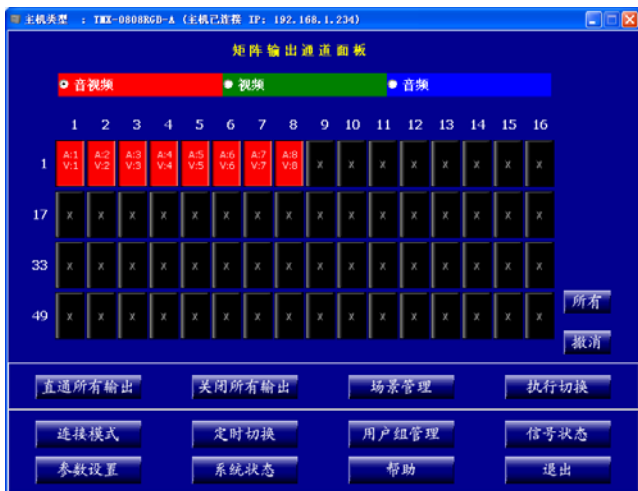 主机类型 : TMX-0808RGB-A (主机已连接 IP: 192.168.1.234)
矩阵输出通道面板
音视频 视频 音频
1 2 3 4 5 6 7 8 9 10 11 12 13 14 15 16
1 A:1 V:1 A:2 V:2 A:3 V:3 A:4 V:4 A:5 V:5 A:6 V:6 A:7 V:7 A:8 V:8 X X X X X X X X
17 X X X X X X X X X X X X X X X X
33 X X X X X X X X X X X X X X X X
所有
49 X X X X X X X X X X X X X X X X
撤消
直通所有输出 关闭所有输出 场景管理 执行切换
连接模式 定时切换 用户组管理 信号状态
参数设置 系统状态 帮助 退出